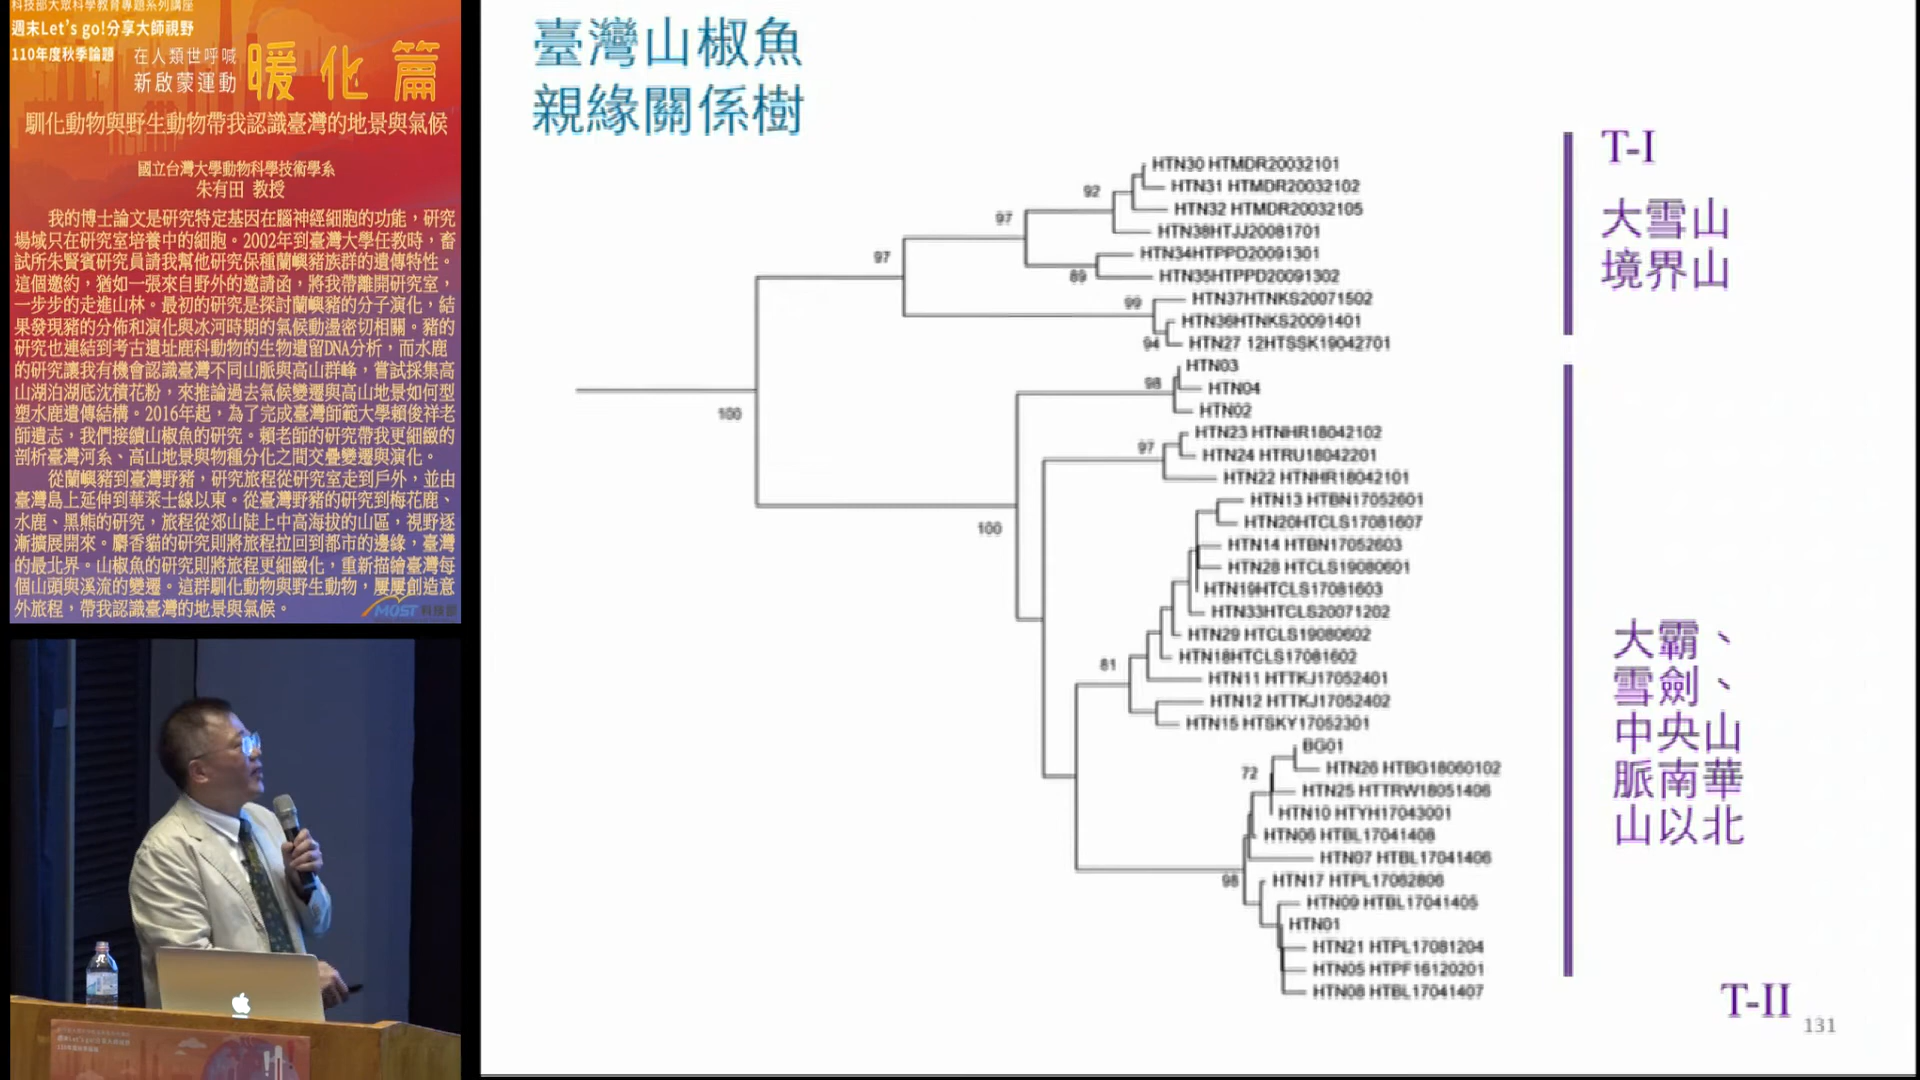 科技部大眾科學教育專題系列講座
週末Let's go!分享大師視野
110年度秋季論題
在人類世呼喊
新啟蒙運動
暖化篇
馴化動物與野生動物帶我認識臺灣的地景與氣候
國立台灣大學動物科學技術學系
朱有田 教授
我的博士論文是研究特定基因在腦神經細胞的功能，研究
場域只在研究室培養中的細胞。2002年到臺灣大學任教時，畜
試所朱賢賓研究員請我幫他研究保種蘭嶼豬族群的遺傳特性。
這個邀約，猶如一張來自野外的邀請函，將我帶離開研究室，
一步步的走進山林。最初的研究是探討蘭嶼豬的分子演化，結
果發現豬的分佈和演化與冰河時期的氣候動盪密切相關。豬的
研究也連結到考古遺址鹿科動物的生物遺留DNA分析，而水鹿
的研究讓我有機會認識臺灣不同山脈與高山群峰，嘗試採集高
山湖泊湖底沈積花粉，來推論過去氣候變遷與高山地景如何型
塑水鹿遺傳結構。2016年起，為了完成臺灣師範大學賴俊祥老
師遺志，我們接續山椒魚的研究。賴老師的研究帶我更細緻的
剖析臺灣河系、高山地景與物種分化之間交疊變遷與演化。
從蘭嶼豬到臺灣野豬，研究旅程從研究室走到戶外，並由
臺灣島上延伸到華萊士線以東。從臺灣野豬的研究到梅花鹿、
水鹿、黑熊的研究，旅程從郊山陡上中高海拔的山區，視野逐
漸擴展開來。麝香貓的研究則將旅程拉回到都市的邊緣，臺灣
的最北界。山椒魚的研究則將旅程更細緻化，重新描繪臺灣每
個山頭與溪流的變遷。這群馴化動物與野生動物，屢屢創造意
外旅程，帶我認識臺灣的地景與氣候。
MOST 科技部
臺灣山椒魚
親緣關係樹
HTN30 HTMDR20032101
HTN31 HTMDR20032102
92
HTN32 HTMDR20032105
97
HTN38HTJJ20081701
97
HTN34HTPPD20091301
89
HTN35HTPPD20091302
99
HTN37HTNKS20071502
HTN36HTNKS20091401
94
HTN27 12HTSSK19042701
HTN03
98
HTN04
100
HTN02
HTN23 HTNHR18042102
97
HTN24 HTRU18042201
HTN22 HTNHR18042101
HTN13 HTBN17052601
100
HTN20HTCLS17081607
HTN14 HTBN17052603
HTN28 HTCLS19080601
HTN19HTCLS17081603
HTN33HTCLS20071202
HTN29 HTCLS19080602
81
HTN18HTCLS17081602
HTN11 HTTKJ17052401
HTN12 HTTKJ17052402
HTN15 HTSKY17052301
BG01
72
HTN26 HTBG18060102
HTN25 HTTRW18051406
HTN10 HTYH17043001
HTN06 HTBL17041408
HTN07 HTBL17041406
98
HTN17 HTPL17062806
HTN09 HTBL17041405
HTN01
HTN21 HTPL17081204
HTN05 HTPF16120201
HTN08 HTBL17041407
T-I
大雪山
境界山
大霸、
雪劍、
中央山
脈南華
山以北
T-II
131